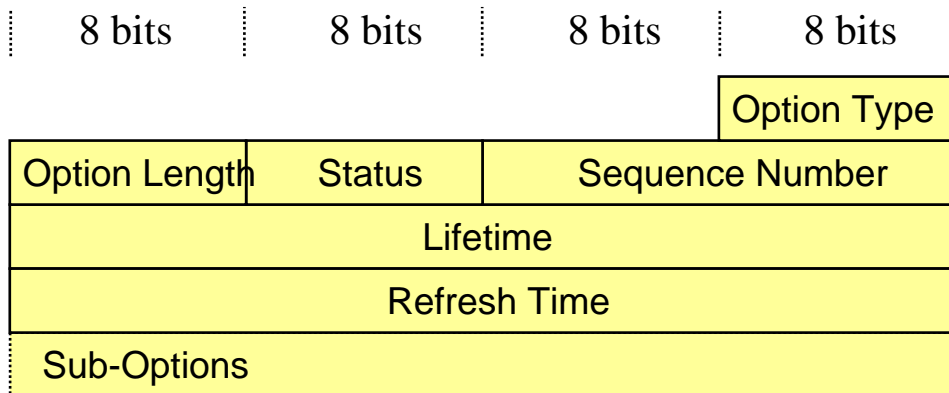 8 bits 8 bits 8 bits 8 bits
Option Type
Option Length Status Sequence Number
Lifetime
Refresh Time
Sub-Options